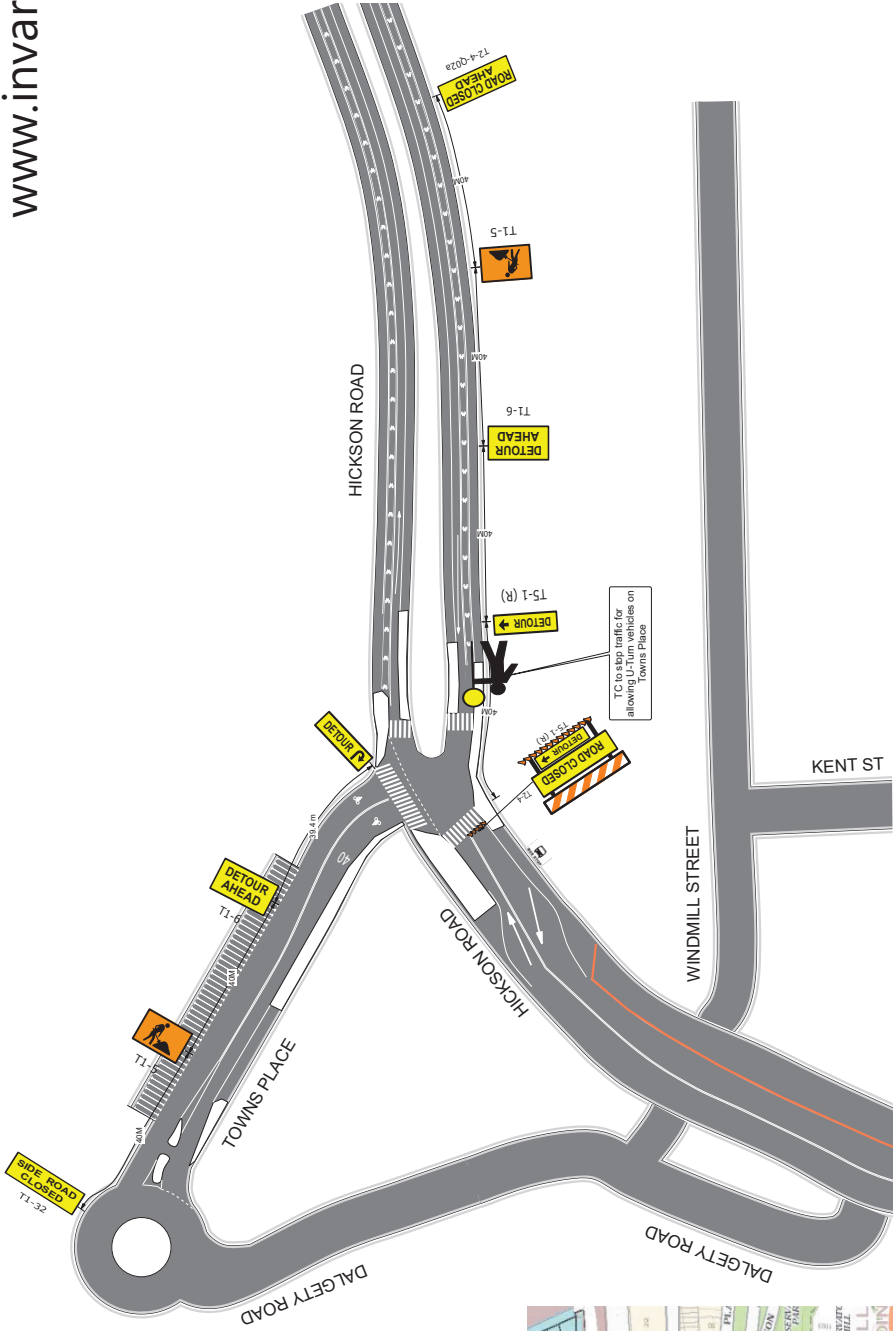 www.invar
T2-4-Q02a
ROAD CLOSED
AHEAD
40M
T1-5
40M
HICKSON ROAD
T1-6
DETOUR
AHEAD
40M
T5-1 (R)
DETOUR
TC to stop traffic for
allowing U-Turn vehicles on
Towns Place
40M
DETOUR
T5-1 (R)
DETOUR
ROAD CLOSED
T2-4
KENT ST
39.4 m
40
DETOUR
AHEAD
T1-6
40M
WINDMILL STREET
HICKSON ROAD
T1-5
TOWNS PLACE
40M
SIDE ROAD
CLOSED
T1-32
DALGETY ROAD
DALGETY ROAD